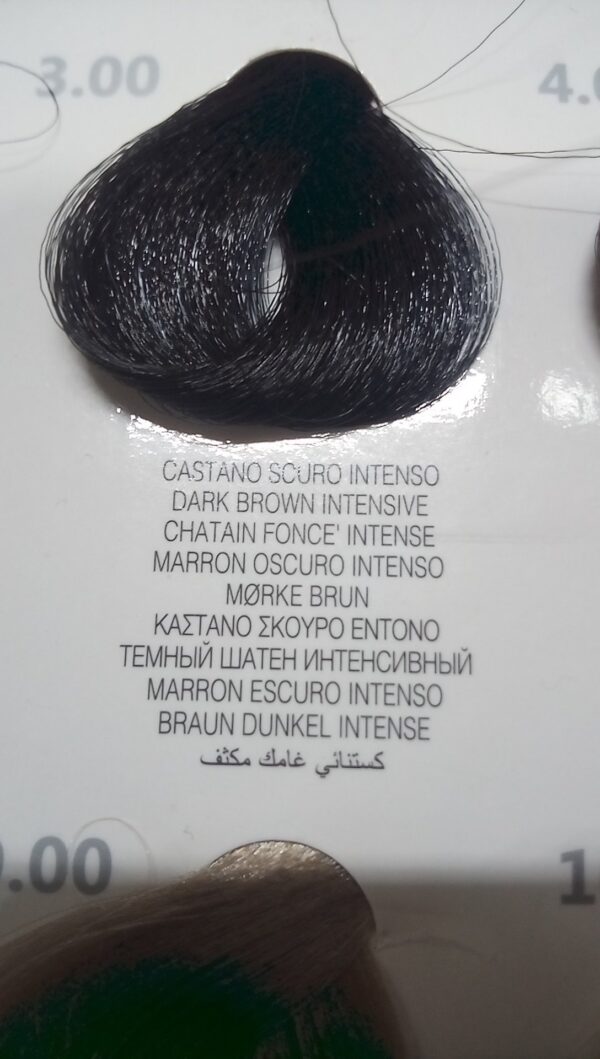 3.00
4.0
CASTANO SCURO INTENSO
DARK BROWN INTENSIVE
CHATAIN FONCE' INTENSE
MARRON OSCURO INTENSO
MØRKE BRUN
ΚΑΣΤΑΝΟ ΣΚΟΥΡΟ ΕΝΤΟΝΟ
ТЕМНЫЙ ШАТЕН ИНТЕНСИВНЫЙ
MARRON ESCURO INTENSO
BRAUN DUNKEL INTENSE
كستنائي غامك مكثف
.00
1